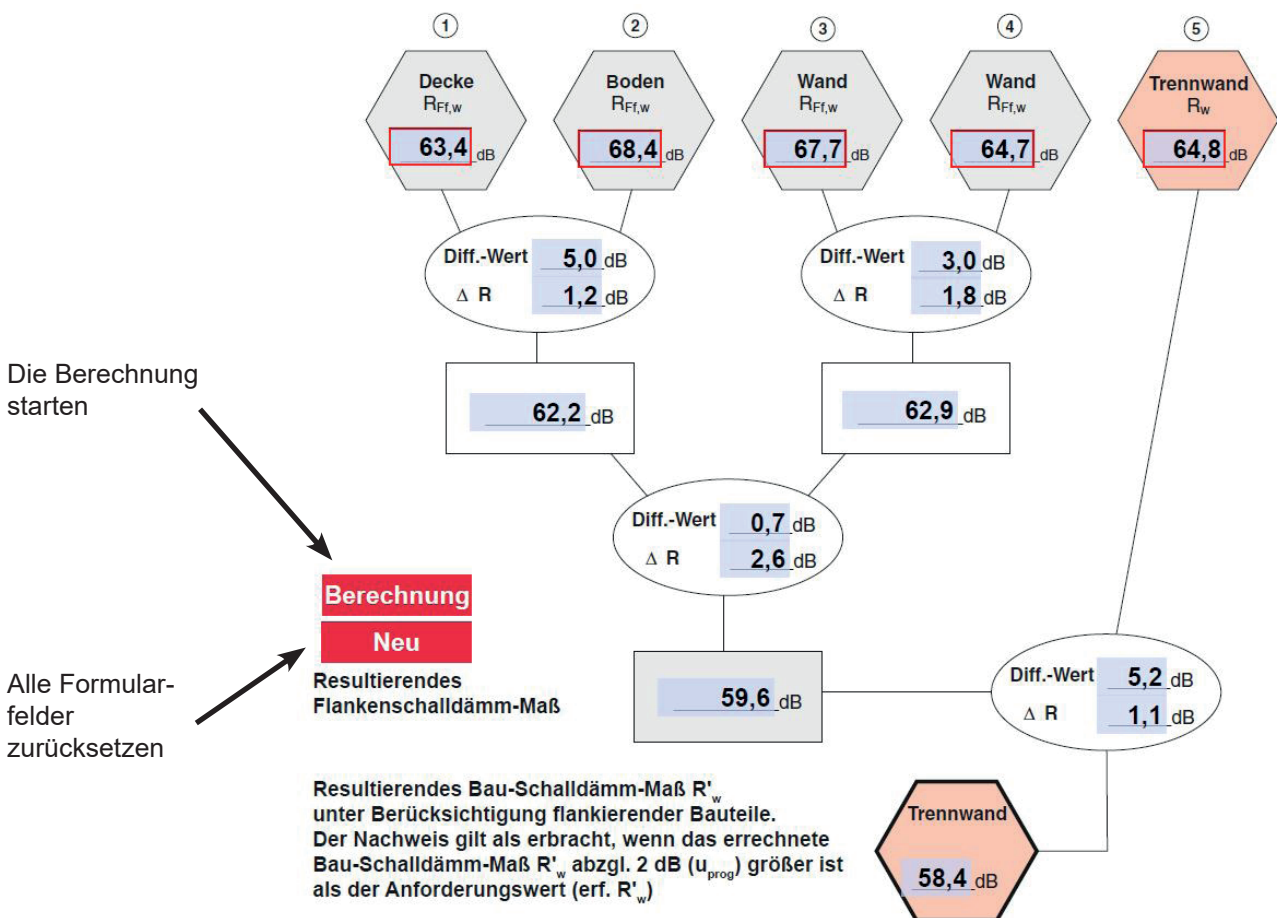 1 2 3 4 5
Decke
R Ff,w
63,4 dB
Boden
R Ff,w
68,4 dB
Wand
R Ff,w
67,7 dB
Wand
R Ff,w
64,7 dB
Trennwand
R w
64,8 dB
Diff.-Wert 5,0 dB
Δ R 1,2 dB
Diff.-Wert 3,0 dB
Δ R 1,8 dB
62,2 dB
62,9 dB
Die Berechnung
starten
Diff.-Wert 0,7 dB
Δ R 2,6 dB
Berechnung
Neu
Alle Formular-
felder
zurücksetzen
Resultierendes
Flankenschalldämm-Maß
59,6 dB
Diff.-Wert 5,2 dB
Δ R 1,1 dB
Resultierendes Bau-Schalldämm-Maß R'w
unter Berücksichtigung flankierender Bauteile.
Der Nachweis gilt als erbracht, wenn das errechnete
Bau-Schalldämm-Maß R'w abzgl. 2 dB (uprog) größer ist
als der Anforderungswert (erf. R'w)
Trennwand
58,4 dB